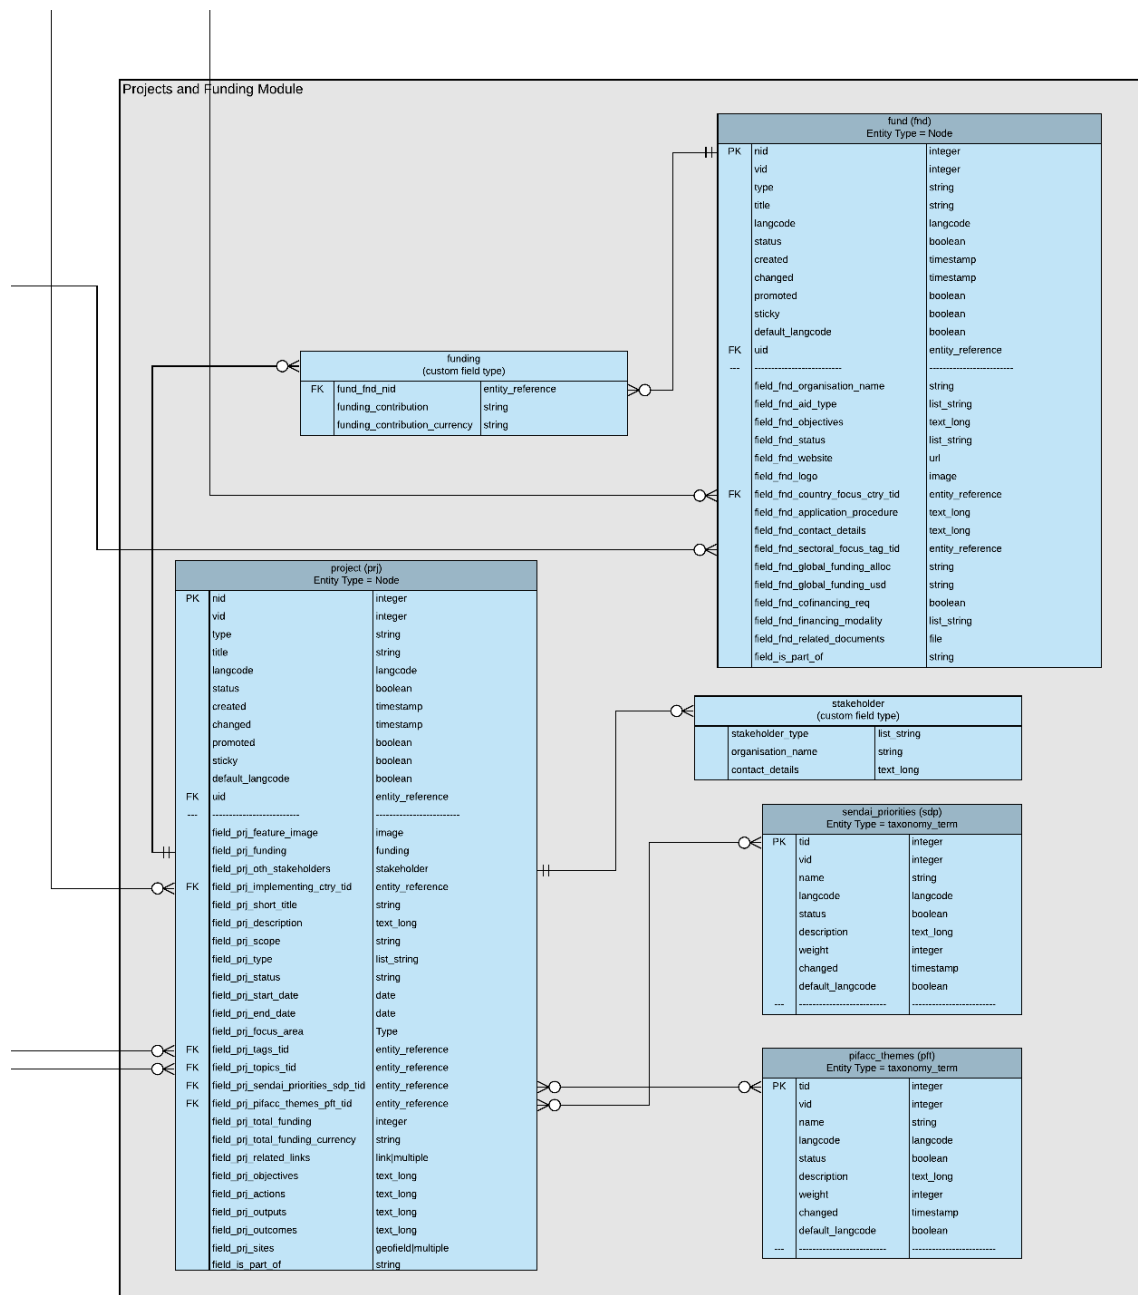 Projects and Funding Module
fund (fnd)
Entity Type = Node
PK nid integer
vid integer
type string
title string
langcode langcode
status boolean
created timestamp
changed timestamp
promoted boolean
sticky boolean
default_langcode boolean
FK uid entity_reference
--- -------------------------- -------------------------
field_fnd_organisation_name string
field_fnd_aid_type list_string
field_fnd_objectives text_long
field_fnd_status list_string
field_fnd_website url
field_fnd_logo image
FK field_fnd_country_focus_ctry_tid entity_reference
field_fnd_application_procedure text_long
field_fnd_contact_details text_long
field_fnd_sectoral_focus_tag_tid entity_reference
field_fnd_global_funding_alloc string
field_fnd_global_funding_usd string
field_fnd_cofinancing_req boolean
field_fnd_financing_modality list_string
field_fnd_related_documents file
field_is_part_of string
funding
(custom field type)
FK fund_fnd_nid entity_reference
funding_contribution string
funding_contribution_currency string
project (prj)
Entity Type = Node
PK nid integer
vid integer
type string
title string
langcode langcode
status boolean
created timestamp
changed timestamp
promoted boolean
sticky boolean
default_langcode boolean
FK uid entity_reference
--- -------------------------- -------------------------
field_prj_feature_image image
field_prj_funding funding
field_prj_oth_stakeholders stakeholder
FK field_prj_implementing_ctry_tid entity_reference
field_prj_short_title string
field_prj_description text_long
field_prj_scope string
field_prj_type list_string
field_prj_status string
field_prj_start_date date
field_prj_end_date date
field_prj_focus_area Type
FK field_prj_tags_tid entity_reference
FK field_prj_topics_tid entity_reference
FK field_prj_sendai_priorities_sdp_tid entity_reference
FK field_prj_pifacc_themes_pft_tid entity_reference
field_prj_total_funding integer
field_prj_total_funding_currency string
field_prj_related_links link|multiple
field_prj_objectives text_long
field_prj_actions text_long
field_prj_outputs text_long
field_prj_outcomes text_long
field_prj_sites geofield|multiple
field_is_part_of string
stakeholder
(custom field type)
stakeholder_type list_string
organisation_name string
contact_details text_long
sendai_priorities (sdp)
Entity Type = taxonomy_term
PK tid integer
vid integer
name string
langcode langcode
status boolean
description text_long
weight integer
changed timestamp
default_langcode boolean
--- -------------------------- -------------------------
pifacc_themes (pft)
Entity Type = taxonomy_term
PK tid integer
vid integer
name string
langcode langcode
status boolean
description text_long
weight integer
changed timestamp
default_langcode boolean
--- -------------------------- -------------------------